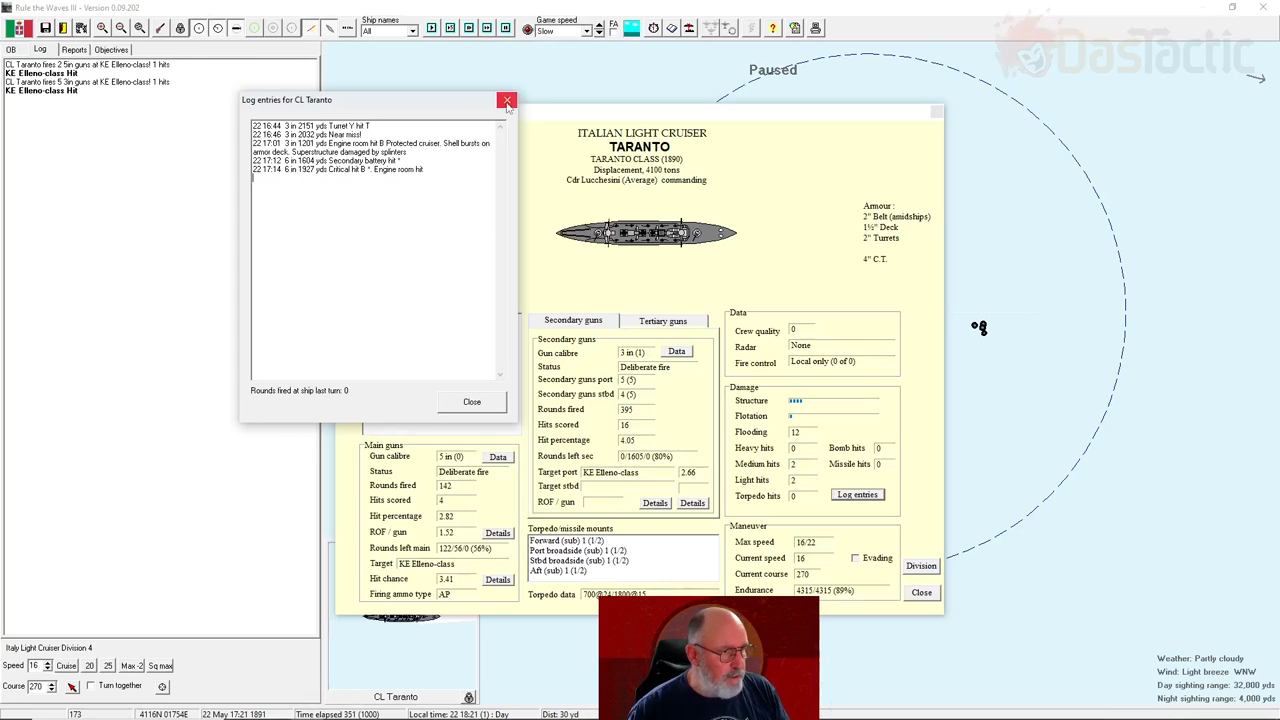 Rule the Waves III - Version 0.09.202
Ship names
All
Game speed
Slow
FA
OB
Log
Reports
Objectives
CL Taranto fires 2 5in guns at KE Elleno-class! 1 hits
KE Elleno-class Hit
CL Taranto fires 5 3in guns at KE Elleno-class! 1 hits
KE Elleno-class Hit
DasTactic
Paused
Log entries for CL Taranto
22 16:44 3 in 2151 yds Turret Y hit T
22 16:46 3 in 2032 yds Near miss!
22 17:01 3 in 1201 yds Engine room hit B Protected cruiser. Shell bursts on
armor deck. Superstructure damaged by splinters
22 17:12 6 in 1604 yds Secondary battery hit *
22 17:14 6 in 1927 yds Critical hit B *. Engine room hit
Rounds fired at ship last turn: 0
Close
ITALIAN LIGHT CRUISER
TARANTO
TARANTO CLASS (1890)
Displacement, 4100 tons
Cdr Lucchesini (Average) commanding
Armour :
2" Belt (amidships)
1½" Deck
2" Turrets
4" C.T.
Main guns
Gun calibre 5 in (0) Data
Status Deliberate fire
Rounds fired 142
Hits scored 4
Hit percentage 2.82
ROF / gun 1.52 Details
Rounds left main 122/56/0 (56%)
Target KE Elleno-class
Hit chance 3.41 Details
Firing ammo type AP
Secondary guns Tertiary guns
Secondary guns
Gun calibre 3 in (1) Data
Status Deliberate fire
Secondary guns port 5 (5)
Secondary guns stbd 4 (5)
Rounds fired 395
Hits scored 16
Hit percentage 4.05
Rounds left sec 0/1605/0 (80%)
Target port KE Elleno-class 2.66
Target stbd
ROF / gun Details Details
Torpedo/missile mounts
Forward (sub) 1 (1/2)
Port broadside (sub) 1 (1/2)
Stbd broadside (sub) 1 (1/2)
Aft (sub) 1 (1/2)
Torpedo data 700@24/1800@15
Data
Crew quality 0
Radar None
Fire control Local only (0 of 0)
Damage
Structure
Flotation
Flooding 12
Heavy hits 0 Bomb hits 0
Medium hits 2 Missile hits 0
Light hits 2
Torpedo hits 0 Log entries
Maneuver
Max speed 16/22
Current speed 16 Evading
Current course 270
Endurance 4315/4315 (89%)
Division
Close
Italy Light Cruiser Division 4
Speed 16 Cruise 20 25 Max -2 Sq max
Course 270 Turn together
CL Taranto
Weather: Partly cloudy
Wind: Light breeze WNW
Day sighting range: 32,000 yds
Night sighting range: 4,000 yds
173 4116N 01754E 22 May 17:21 1891 Time elapsed 351 (1000) Local time: 22 18:21 (1) : Day Dist: 30 yd